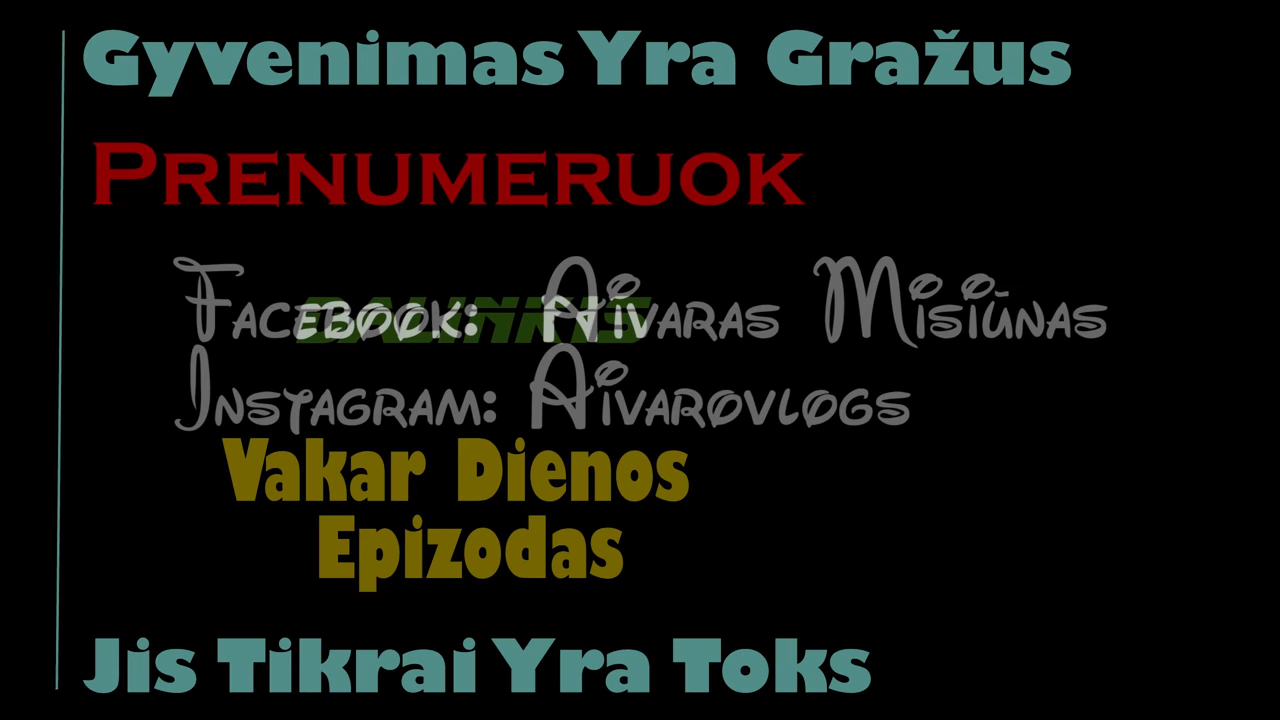 Gyvenimas Yra Gražus
Prenumeruok
Facebook: Aivaras Misiūnas
Instagram: Aivarovlogs
Vakar Dienos
Epizodas
Jis Tikrai Yra Toks